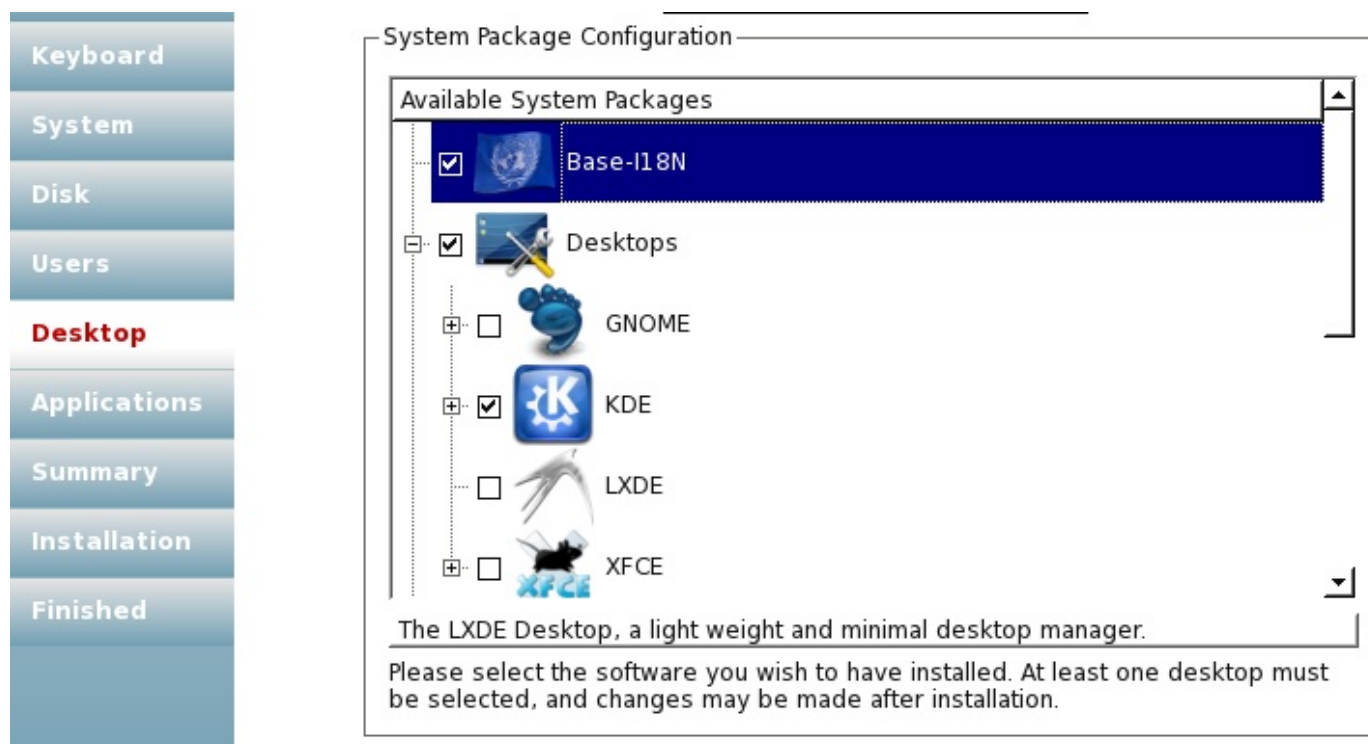 Keyboard
System
Disk
Users
Desktop
Applications
Summary
Installation
Finished
System Package Configuration
Available System Packages
Base-I18N
Desktops
GNOME
KDE
LXDE
XFCE
XFCE
The LXDE Desktop, a light weight and minimal desktop manager.
Please select the software you wish to have installed. At least one desktop must
be selected, and changes may be made after installation.